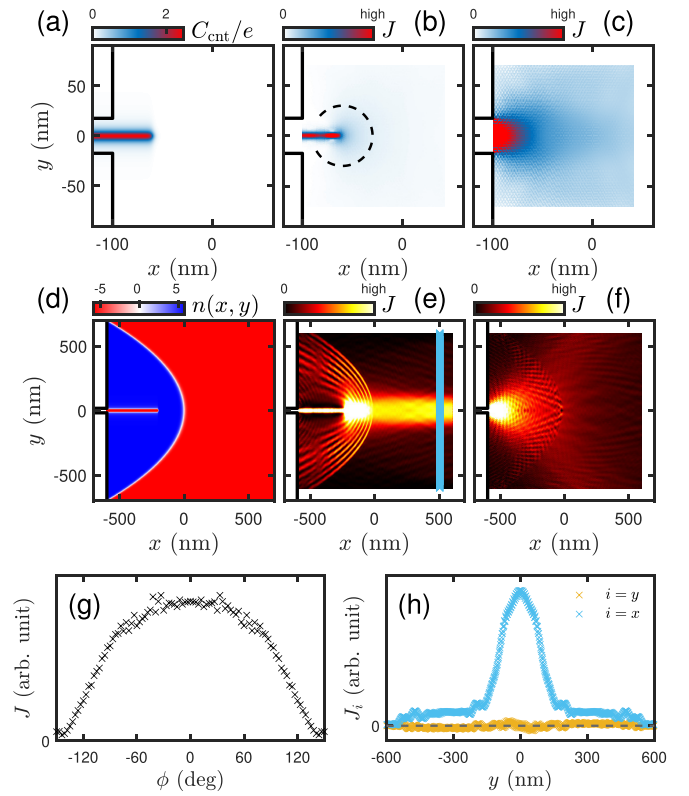 (a) 0 2 C_cnt/e
0 high J (b)
0 high J (c)
y (nm) 50 0 -50
-100 0 -100 0 -100 0
x (nm) x (nm) x (nm)
(d) -5 0 5 n(x, y)
0 high J (e)
0 high J (f)
y (nm) 500 0 -500
-500 0 500 -500 0 500 -500 0 500
x (nm) x (nm) x (nm)
(g)
J (arb. unit)
0
-120 -60 0 60 120
ϕ (deg)
(h)
i = y
i = x
J_i (arb. unit)
0
-600 -300 0 300 600
y (nm)